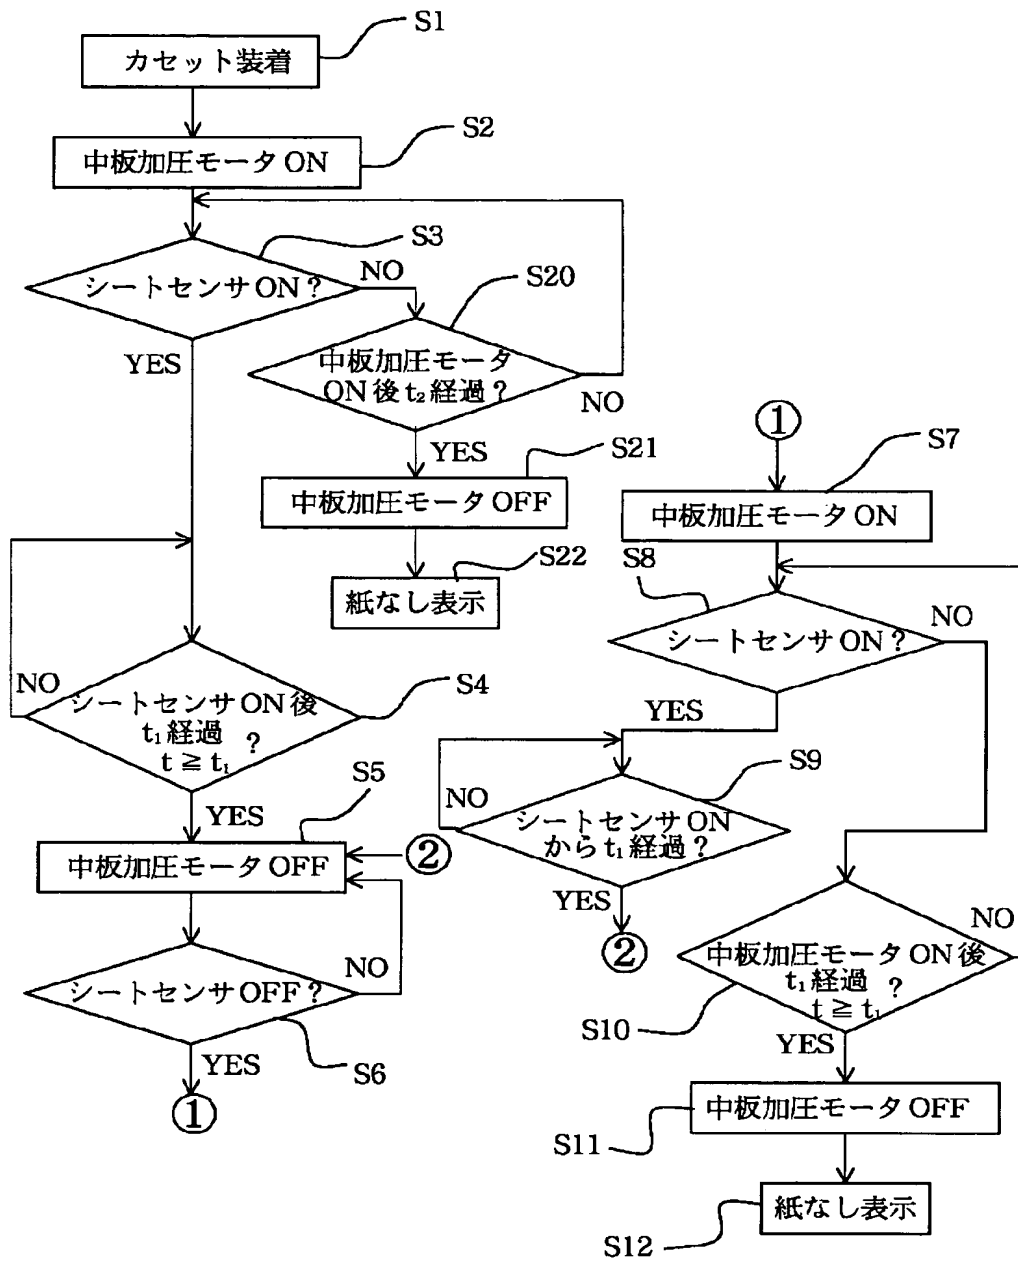 S1
カセット装着
S2
中板加圧モータ ON
S3
シートセンサ ON？
NO
YES
S20
中板加圧モータ
ON後 t₂ 経過？
NO
YES
S21
中板加圧モータ OFF
S22
紙なし表示
NO
S4
シートセンサ ON 後
t₁ 経過
t ≧ t₁
？
YES
S5
中板加圧モータ OFF
②
シートセンサ OFF？
NO
S6
YES
①
①
S7
中板加圧モータ ON
S8
シートセンサ ON？
NO
YES
S9
NO
シートセンサ ON
から t₁ 経過？
YES
②
NO
中板加圧モータ ON 後
t₁ 経過
t ≧ t₁
？
S10
YES
中板加圧モータ OFF
S11
紙なし表示
S12